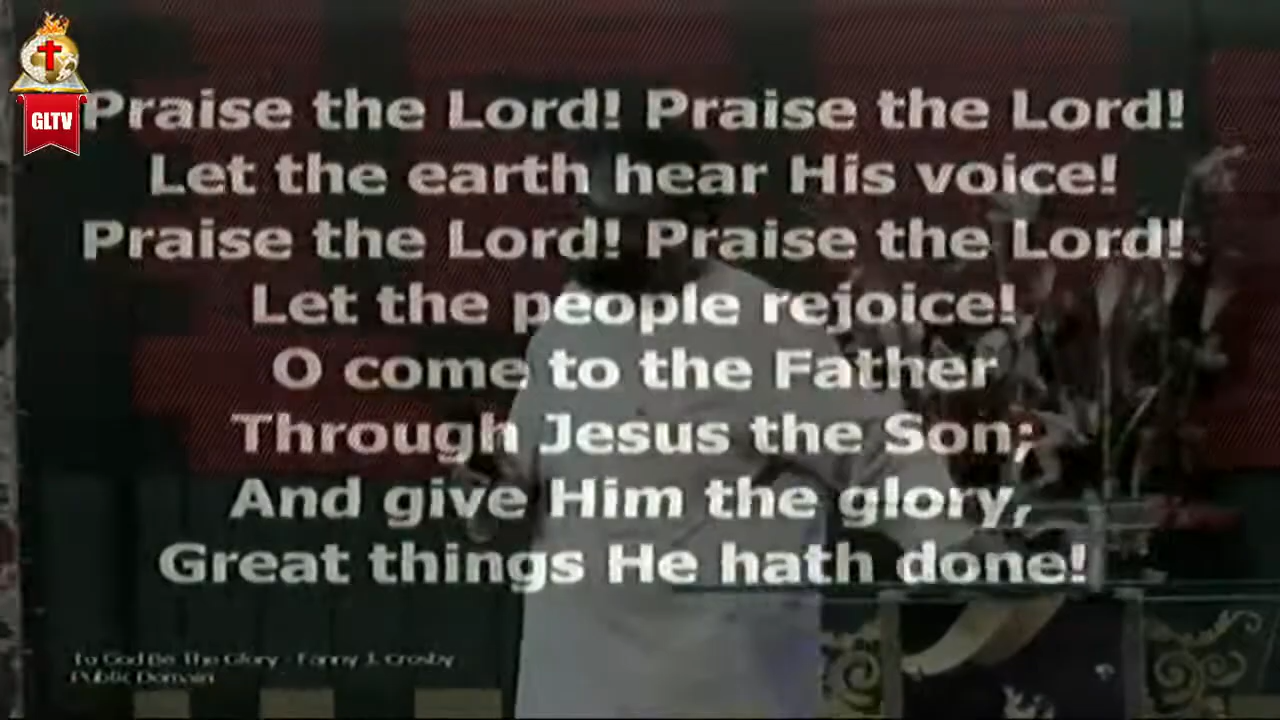 GLTV
Praise the Lord! Praise the Lord!
Let the earth hear His voice!
Praise the Lord! Praise the Lord!
Let the people rejoice!
O come to the Father
Through Jesus the Son;
And give Him the glory,
Great things He hath done!
To God Be The Glory - Fanny J. Crosby
Public Domain